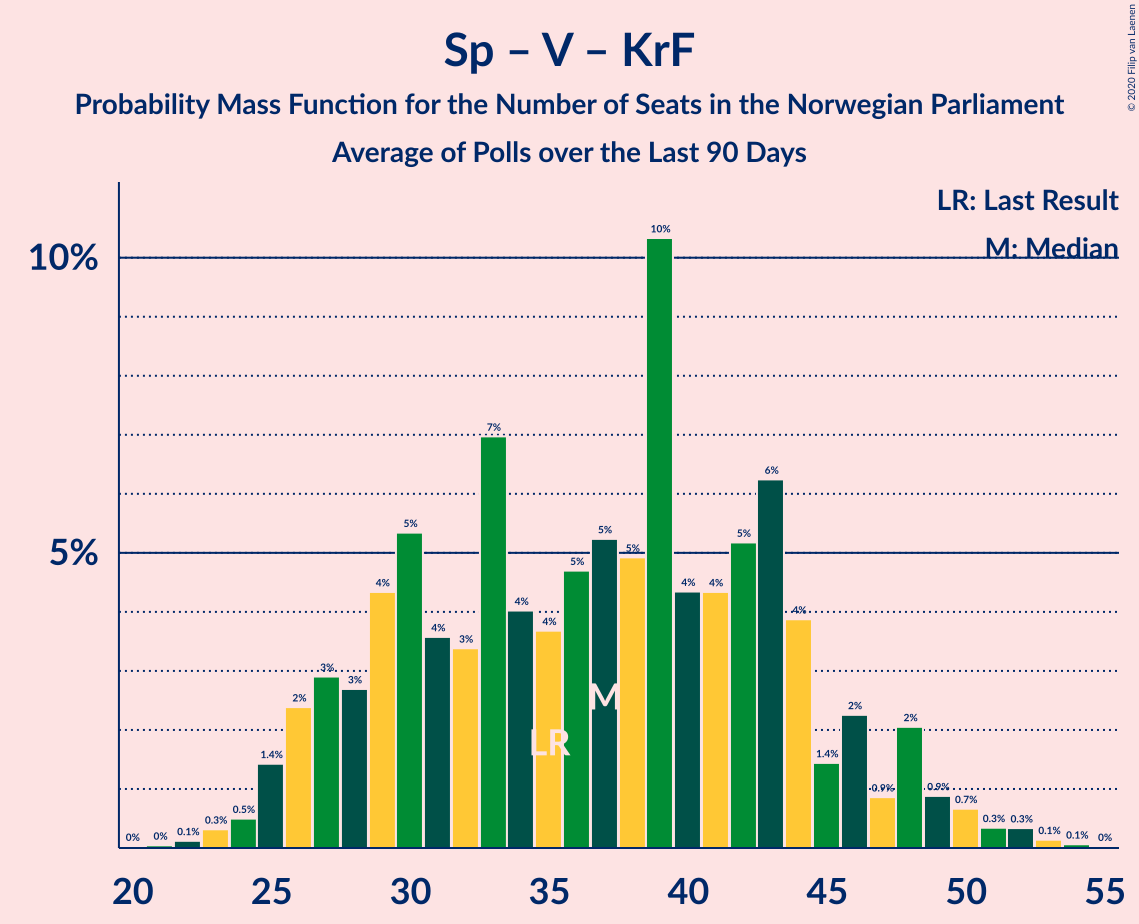 Sp – V – KrF
Probability Mass Function for the Number of Seats in the Norwegian Parliament
Average of Polls over the Last 90 Days
© 2020 Filip van Laenen
LR: Last Result
M: Median
10%
5%
0% 0% 0.1% 0.3% 0.5% 1.4% 2% 3% 3% 4% 5% 4% 3% 7% 4% 4% 5% 5% 5% 10% 4% 4% 5% 6% 4% 1.4% 2% 0.9% 2% 0.9% 0.7% 0.3% 0.3% 0.1% 0.1% 0%
M
LR
20 25 30 35 40 45 50 55